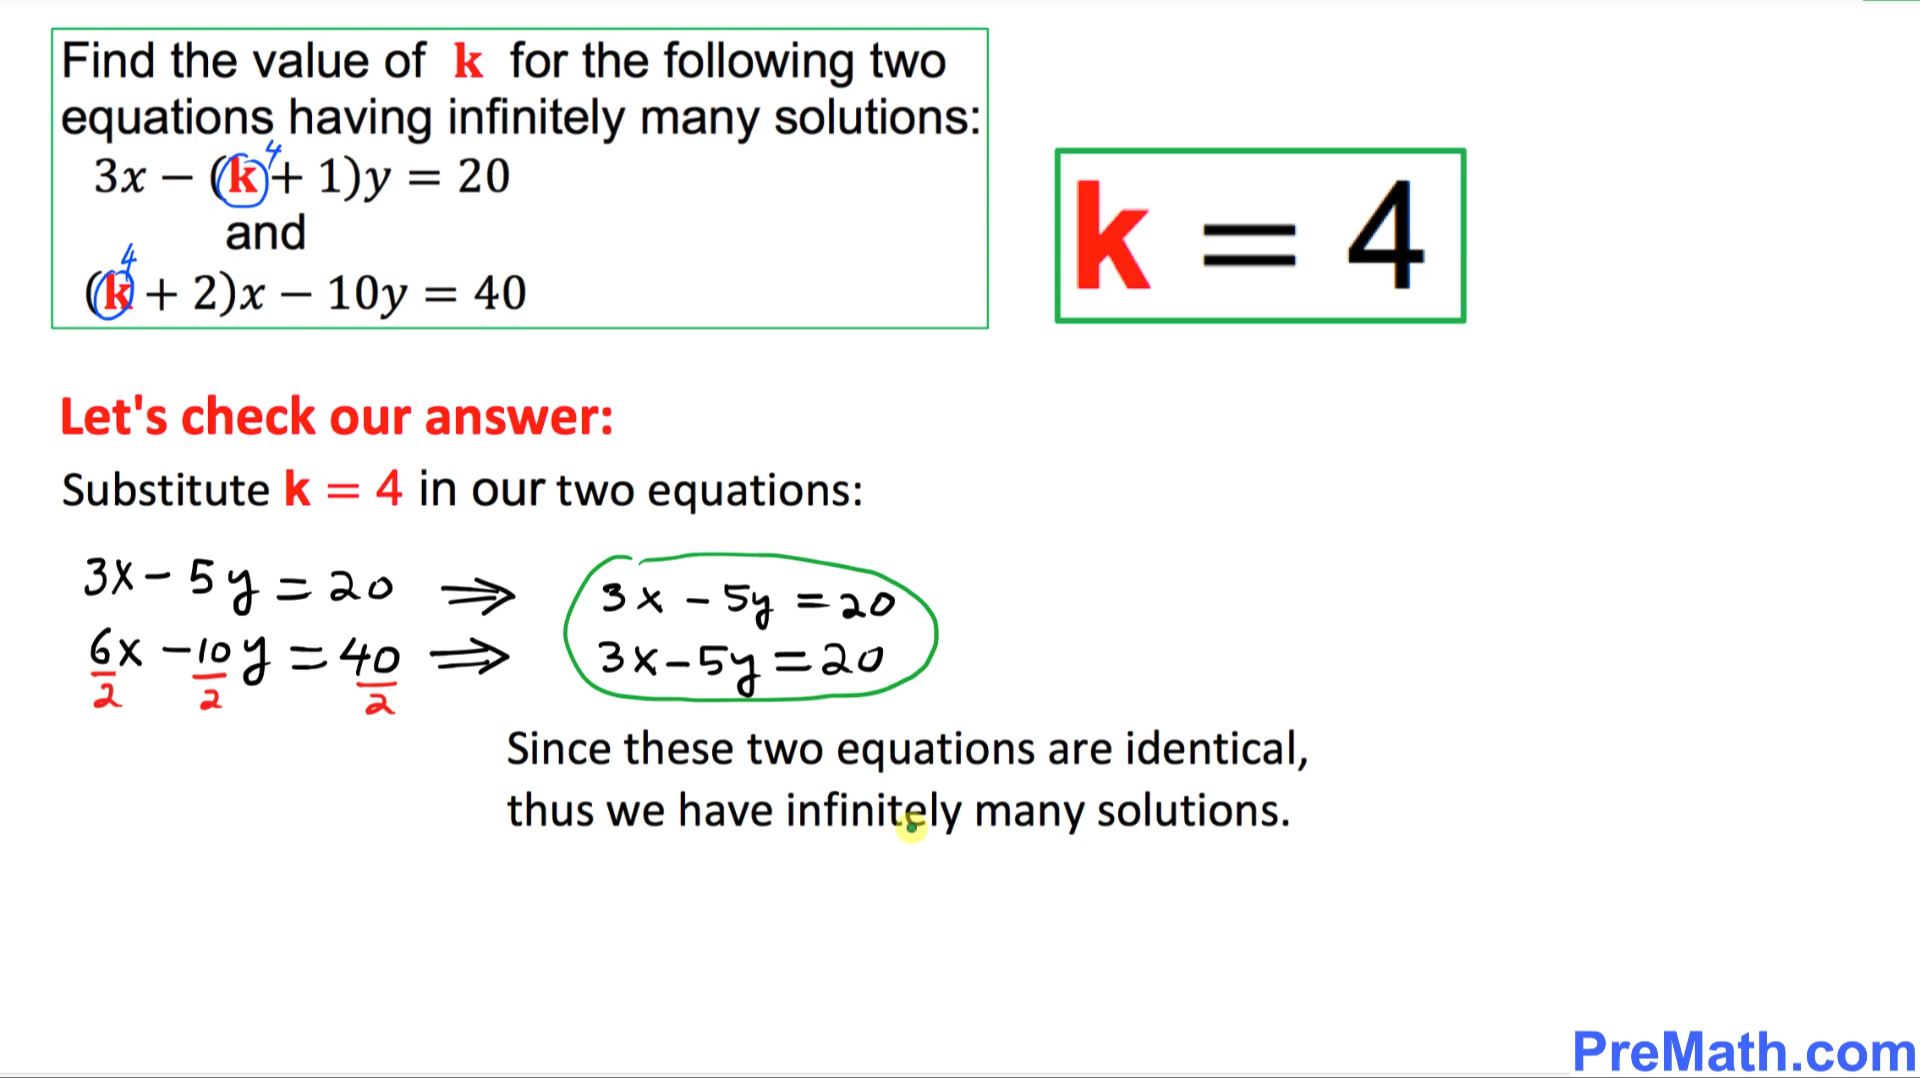 Find the value of k for the following two
equations having infinitely many solutions:
4
3x − (k + 1)y = 20
and
4
(k + 2)x − 10y = 40
k = 4
Let's check our answer:
Substitute k = 4 in our two equations:
3x - 5y = 20 ⇒ 3x - 5y = 20
6x - 10y = 40 ⇒ 3x - 5y = 20
2 2 2
Since these two equations are identical,
thus we have infinitely many solutions.
PreMath.com